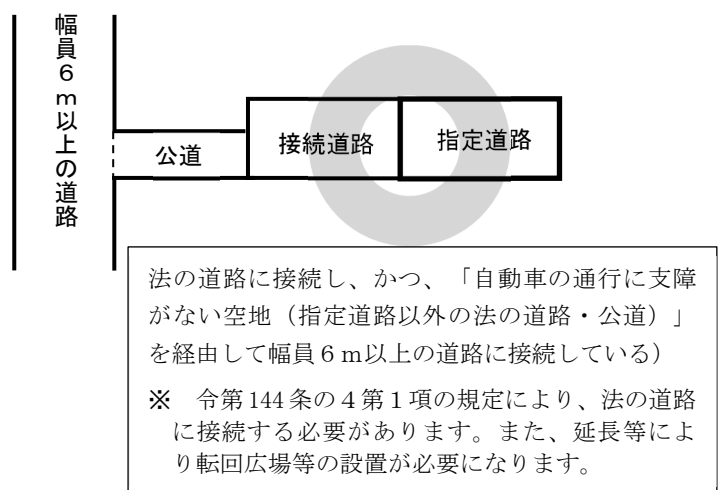 幅員６ｍ以上の道路
公道
接続道路
指定道路
法の道路に接続し、かつ、「自動車の通行に支障
がない空地（指定道路以外の法の道路・公道）」
を経由して幅員６ｍ以上の道路に接続している）
※　令第144条の４第１項の規定により、法の道路
に接続する必要があります。また、延長等によ
り転回広場等の設置が必要になります。